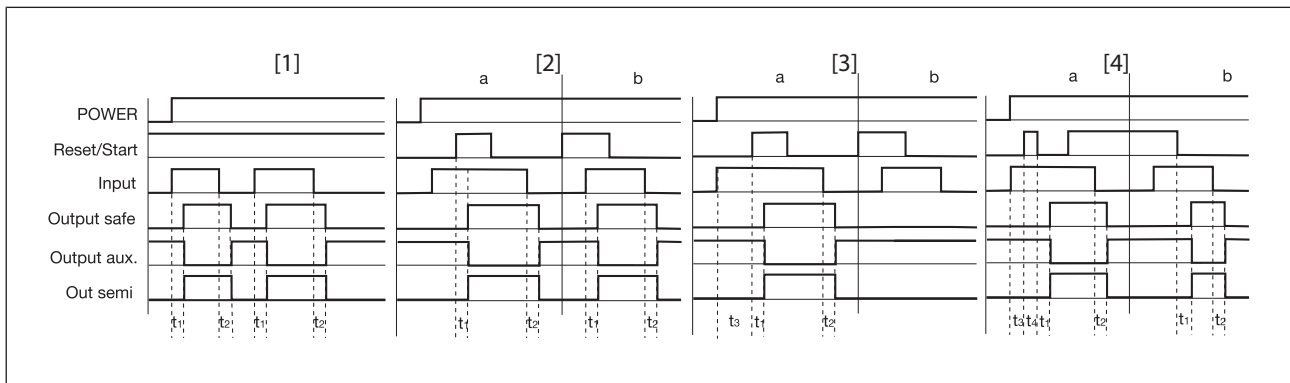 [1] [2] [3] [4]
a b a b a b
POWER
Reset/Start
Input
Output safe
Output aux.
Out semi
t1 t2 t1 t2 t1 t2 t1 t2 t3 t1 t2 t3 t4 t1 t2 t1 t2